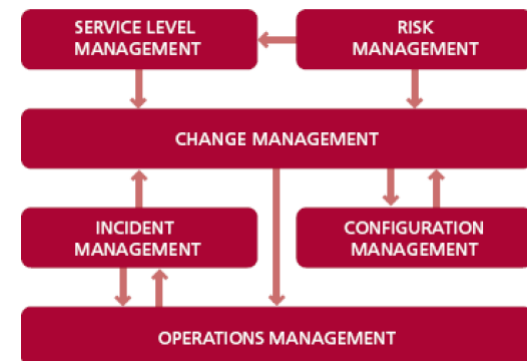 SERVICE LEVEL
MANAGEMENT
RISK
MANAGEMENT
CHANGE MANAGEMENT
INCIDENT
MANAGEMENT
CONFIGURATION
MANAGEMENT
OPERATIONS MANAGEMENT